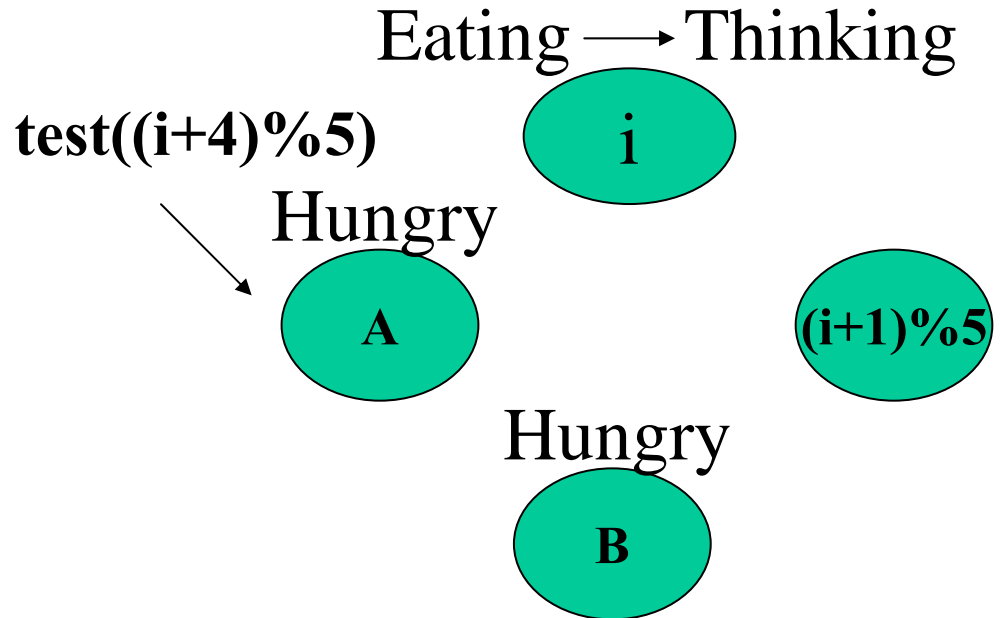 Eating → Thinking
i
test((i+4)%5)
Hungry
A
(i+1)%5
Hungry
B